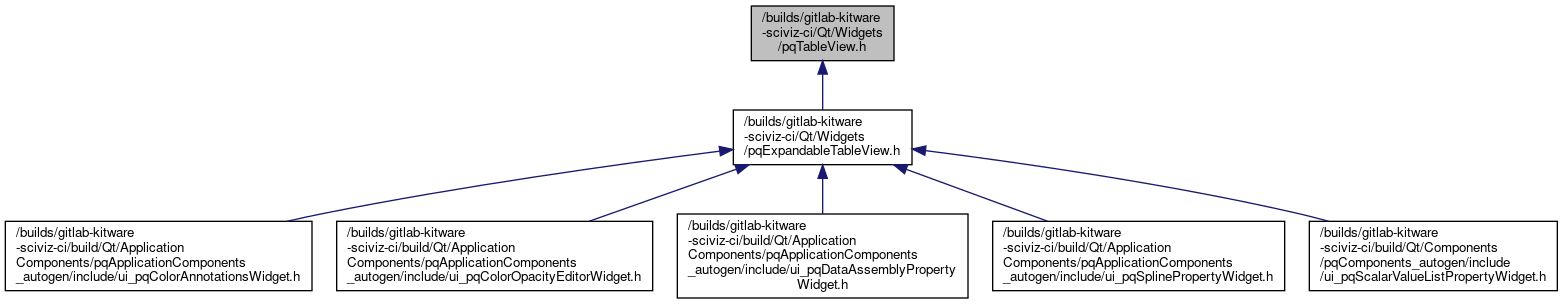 /builds/gitlab-kitware
-sciviz-ci/Qt/Widgets
/pqTableView.h
/builds/gitlab-kitware
-sciviz-ci/Qt/Widgets
/pqExpandableTableView.h
/builds/gitlab-kitware
-sciviz-ci/build/Qt/Application
Components/pqApplicationComponents
_autogen/include/ui_pqColorAnnotationsWidget.h
/builds/gitlab-kitware
-sciviz-ci/build/Qt/Application
Components/pqApplicationComponents
_autogen/include/ui_pqColorOpacityEditorWidget.h
/builds/gitlab-kitware
-sciviz-ci/build/Qt/Application
Components/pqApplicationComponents
_autogen/include/ui_pqDataAssemblyProperty
Widget.h
/builds/gitlab-kitware
-sciviz-ci/build/Qt/Application
Components/pqApplicationComponents
_autogen/include/ui_pqSplinePropertyWidget.h
/builds/gitlab-kitware
-sciviz-ci/build/Qt/Components
/pqComponents_autogen/include
/ui_pqScalarValueListPropertyWidget.h